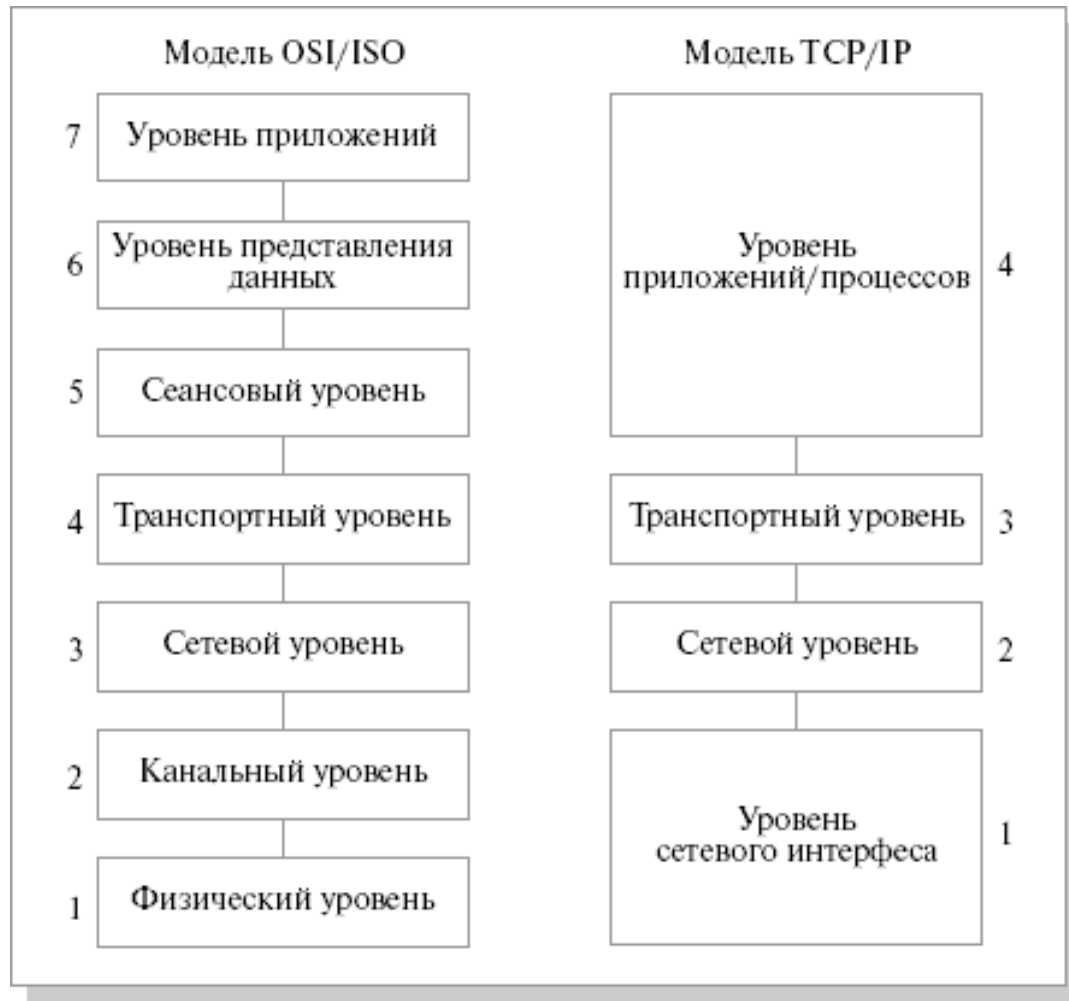 Модель OSI/ISO
7
Уровень приложений
6
Уровень представления
данных
5
Сеансовый уровень
4
Транспортный уровень
3
Сетевой уровень
2
Канальный уровень
1
Физический уровень
Модель TCP/IP
Уровень
приложений/процессов
4
Транспортный уровень
3
Сетевой уровень
2
Уровень
сетевого интерфеса
1